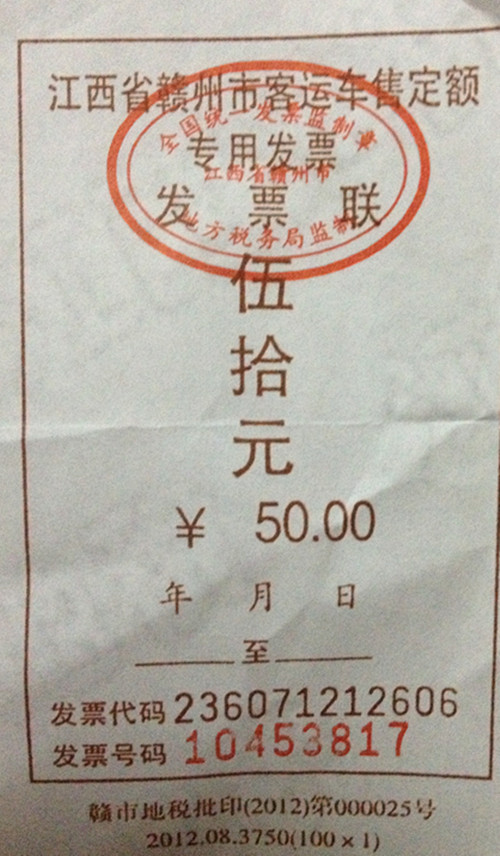 江西省赣州市客运车售定额
全国统一发票监制章
专用发票
江西省赣州市
发票联
地方税务局监制
伍
拾
元
¥ 50.00
年 月 日
至
发票代码 236071212606
发票号码 10453817
赣市地税批印(2012)第000025号
2012.08.3750(100×1)